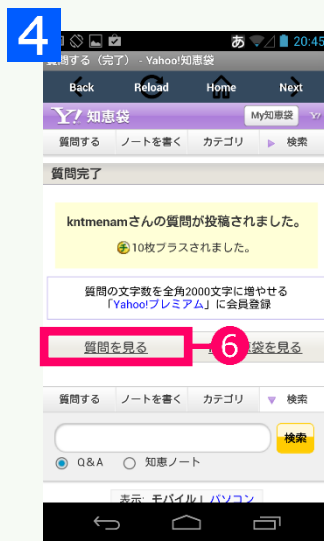 4
あ 20:45
質問する（完了） - Yahoo!知恵袋
Back Reload Home Next
Y! 知恵袋 My知恵袋 Y!
質問する ノートを書く カテゴリ ▶ 検索
質問完了
kntmenamさんの質問が投稿されました。
10枚プラスされました。
質問の文字数を全角2000文字に増やせる
「Yahoo!プレミアム」に会員登録
質問を見る 6 袋を見る
質問する ノートを書く カテゴリ ▼ 検索
検索
Q&A 知恵ノート
表示: モバイル | パソコン